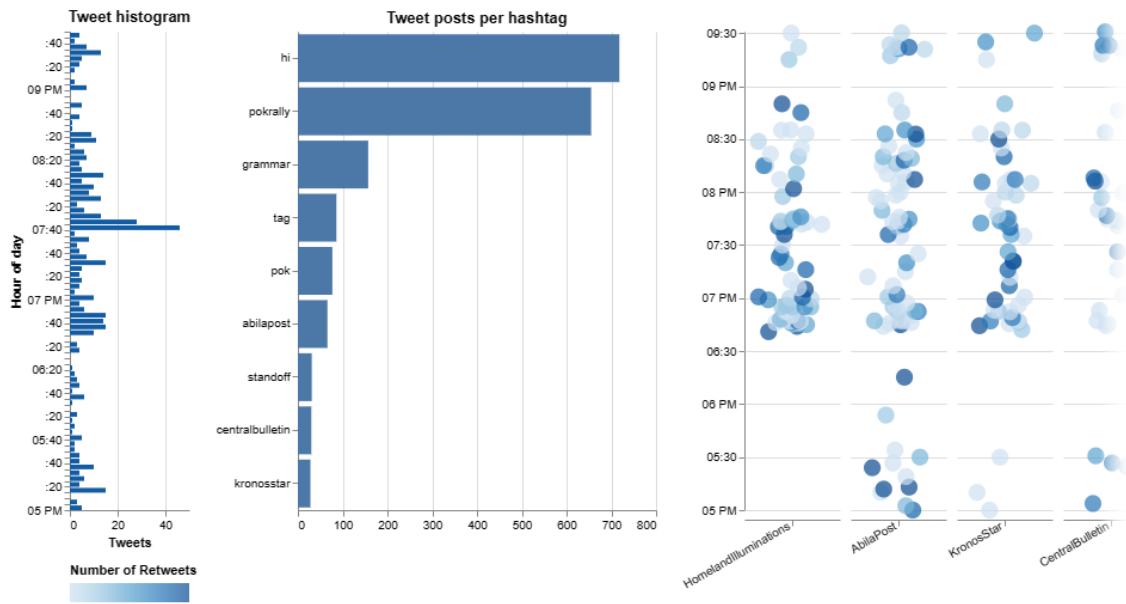 Tweet histogram
:40
:20
09 PM
:40
:20
08:20
:40
:20
07:40
:40
:20
07 PM
:40
:20
06:20
:40
:20
05:40
:40
:20
05 PM
Hour of day
0 20 40
Tweets
Number of Retweets
Tweet posts per hashtag
hi
pokrally
grammar
tag
pok
abilapost
standoff
centralbulletin
kronosstar
0 100 200 300 400 500 600 700 800
09:30
09 PM
08:30
08 PM
07:30
07 PM
06:30
06 PM
05:30
05 PM
HomelandIlluminations
AbilaPost
KronosStar
CentralBulletin